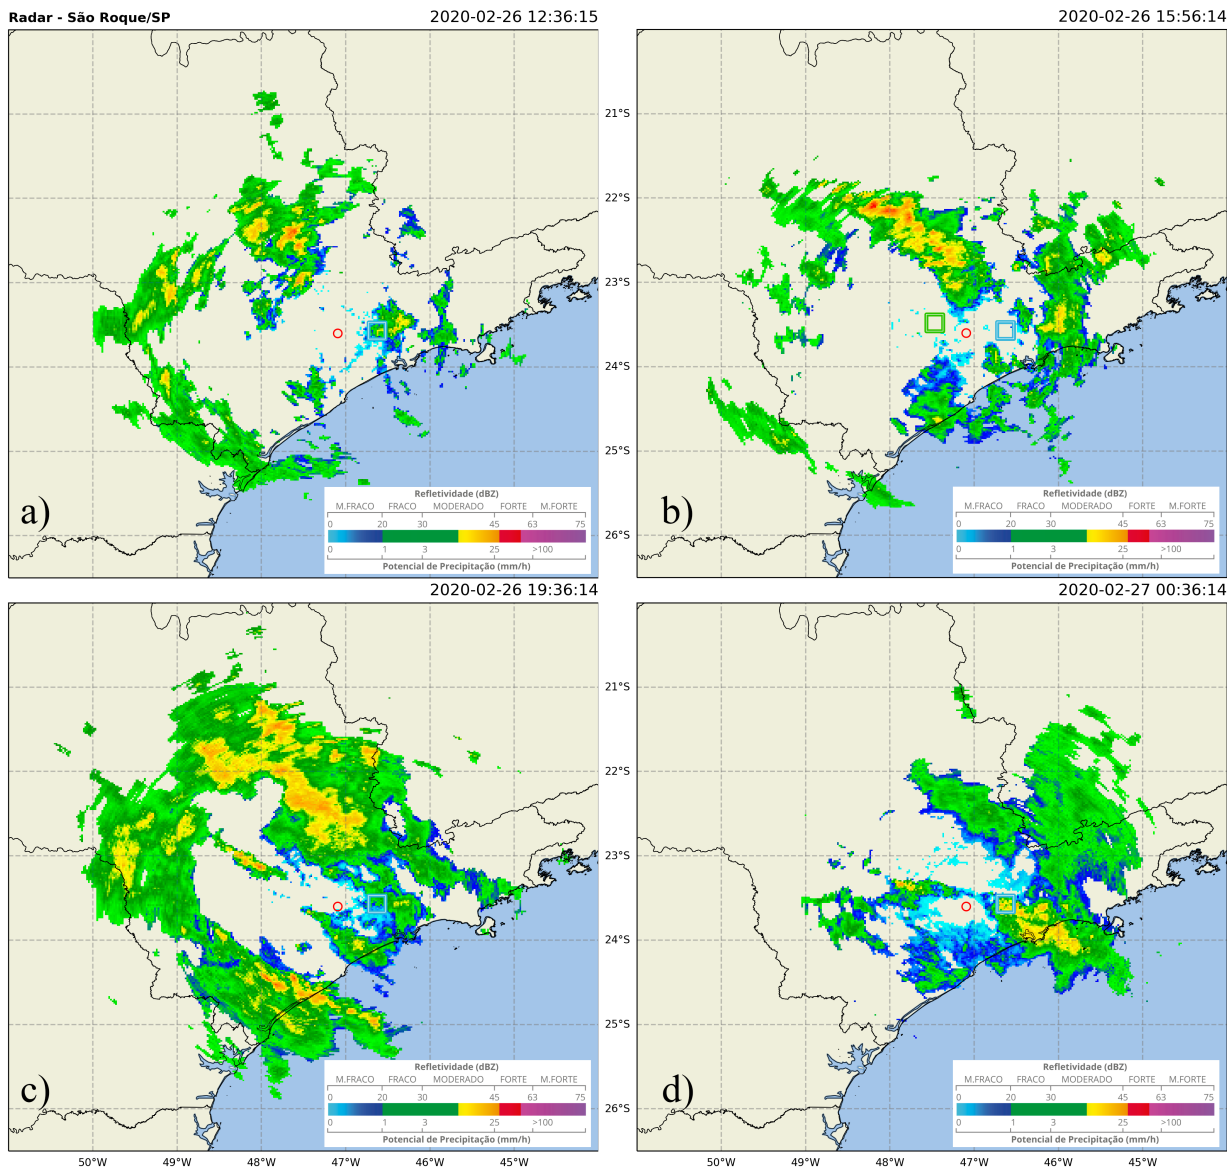 Radar - São Roque/SP 2020-02-26 12:36:15 2020-02-26 15:56:14
21°S
22°S
23°S
24°S
25°S
26°S
a)
Refletividade (dBZ)
M.FRACO FRACO MODERADO FORTE M.FORTE
0 20 30 45 63 75
0 1 3 25 >100
Potencial de Precipitação (mm/h)
b)
Refletividade (dBZ)
M.FRACO FRACO MODERADO FORTE M.FORTE
0 20 30 45 63 75
0 1 3 25 >100
Potencial de Precipitação (mm/h)
2020-02-26 19:36:14 2020-02-27 00:36:14
21°S
22°S
23°S
24°S
25°S
26°S
c)
Refletividade (dBZ)
M.FRACO FRACO MODERADO FORTE M.FORTE
0 20 30 45 63 75
0 1 3 25 >100
Potencial de Precipitação (mm/h)
d)
Refletividade (dBZ)
M.FRACO FRACO MODERADO FORTE M.FORTE
0 20 30 45 63 75
0 1 3 25 >100
Potencial de Precipitação (mm/h)
50°W 49°W 48°W 47°W 46°W 45°W 50°W 49°W 48°W 47°W 46°W 45°W